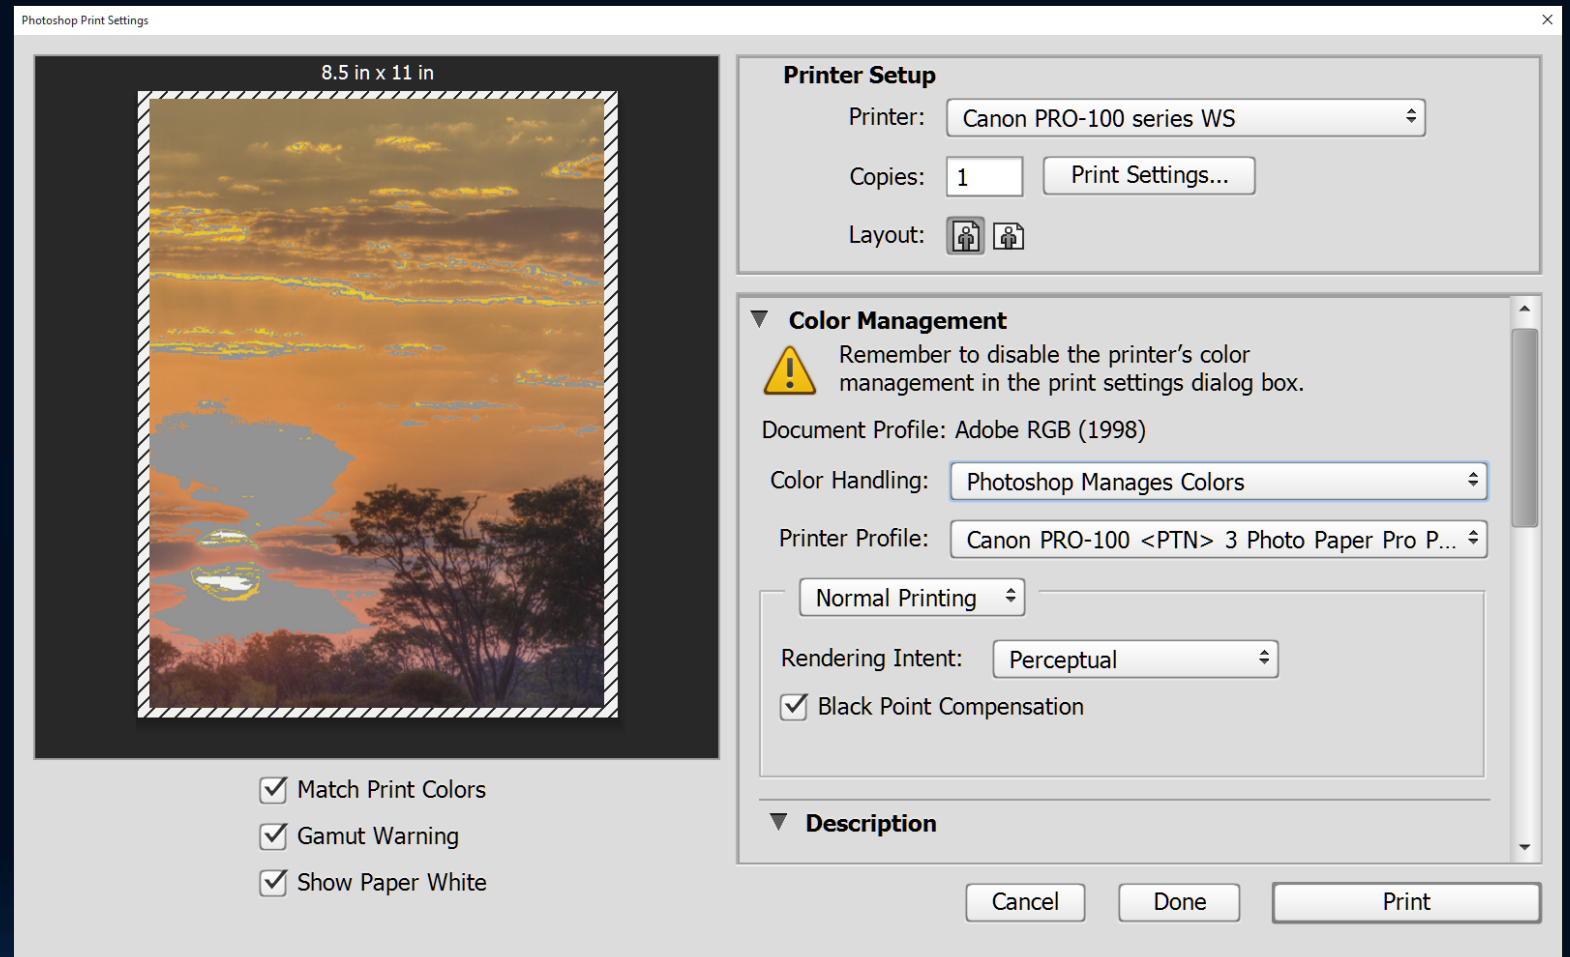 Photoshop Print Settings
8.5 in x 11 in
Match Print Colors
Gamut Warning
Show Paper White
Printer Setup
Printer: Canon PRO-100 series WS
Copies: 1 Print Settings...
Layout:
Color Management
Remember to disable the printer's color
management in the print settings dialog box.
Document Profile: Adobe RGB (1998)
Color Handling: Photoshop Manages Colors
Printer Profile: Canon PRO-100 <PTN> 3 Photo Paper Pro P...
Normal Printing
Rendering Intent: Perceptual
Black Point Compensation
Description
Cancel Done Print